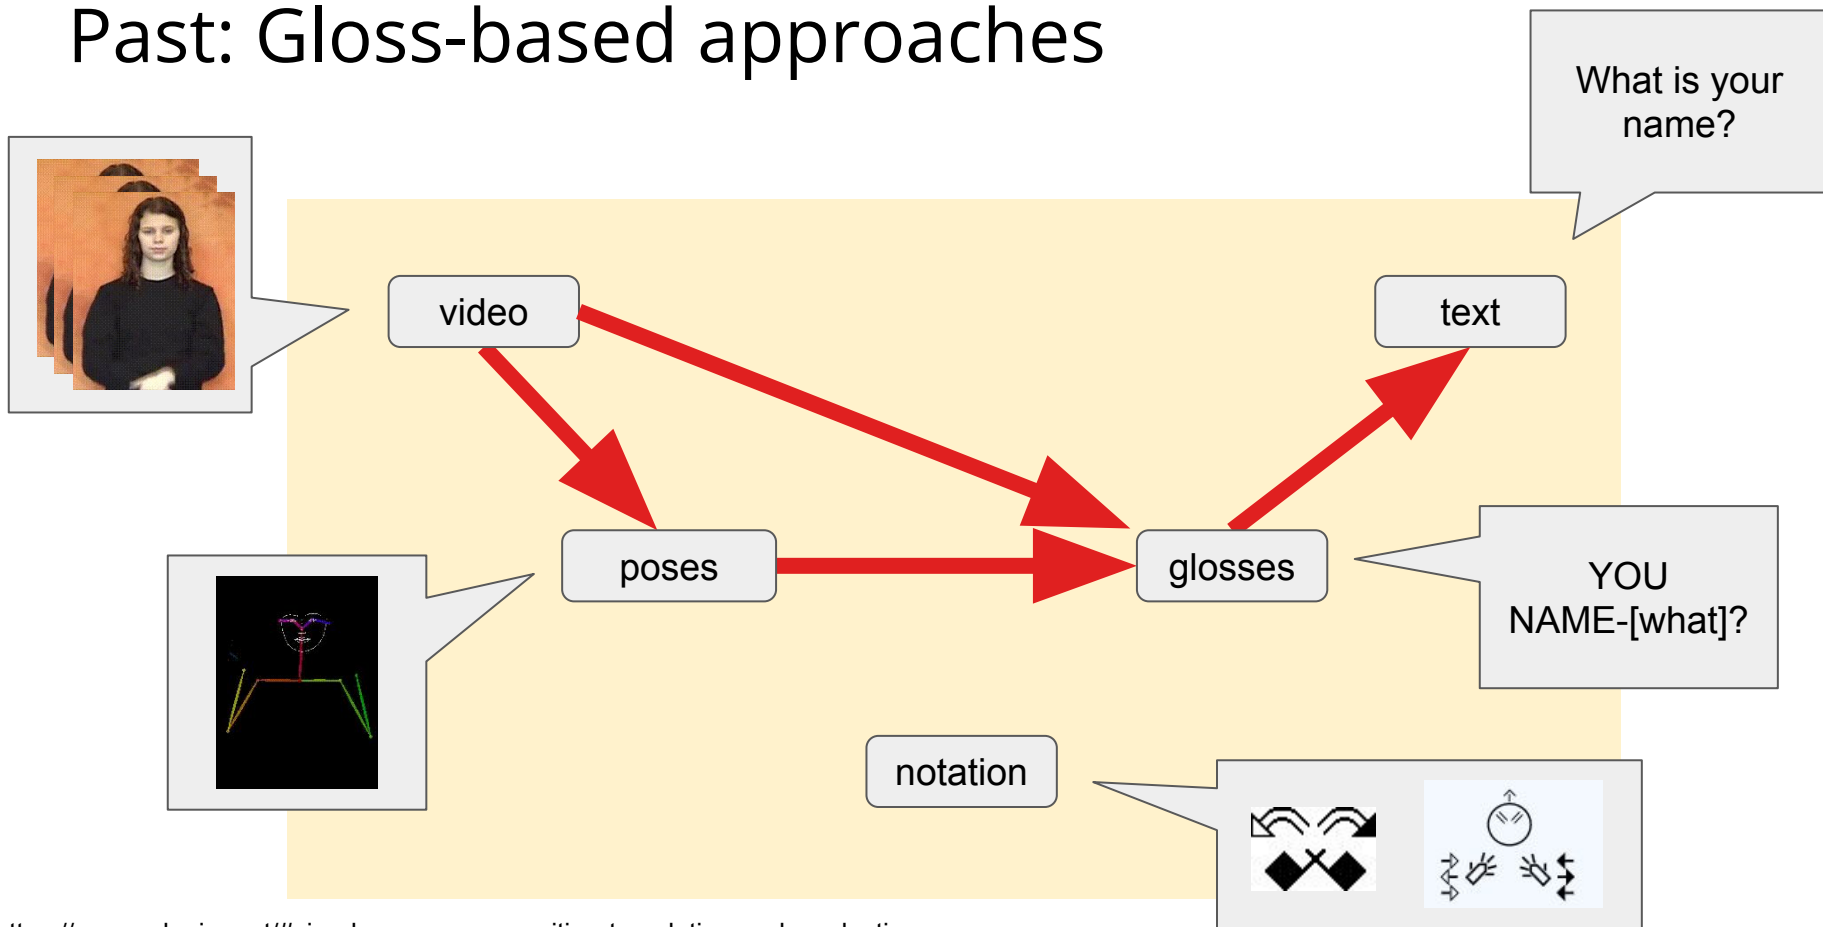 Past: Gloss-based approaches
What is your
name?
video
text
poses
glosses
YOU
NAME-[what]?
notation